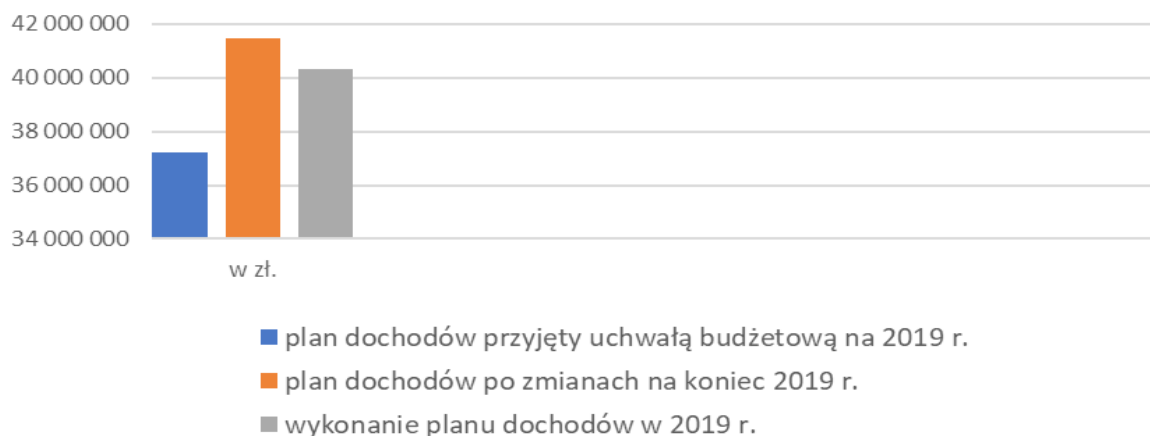 42 000 000
40 000 000
38 000 000
36 000 000
34 000 000
w zł.
plan dochodów przyjęty uchwałą budżetową na 2019 r.
plan dochodów po zmianach na koniec 2019 r.
wykonanie planu dochodów w 2019 r.